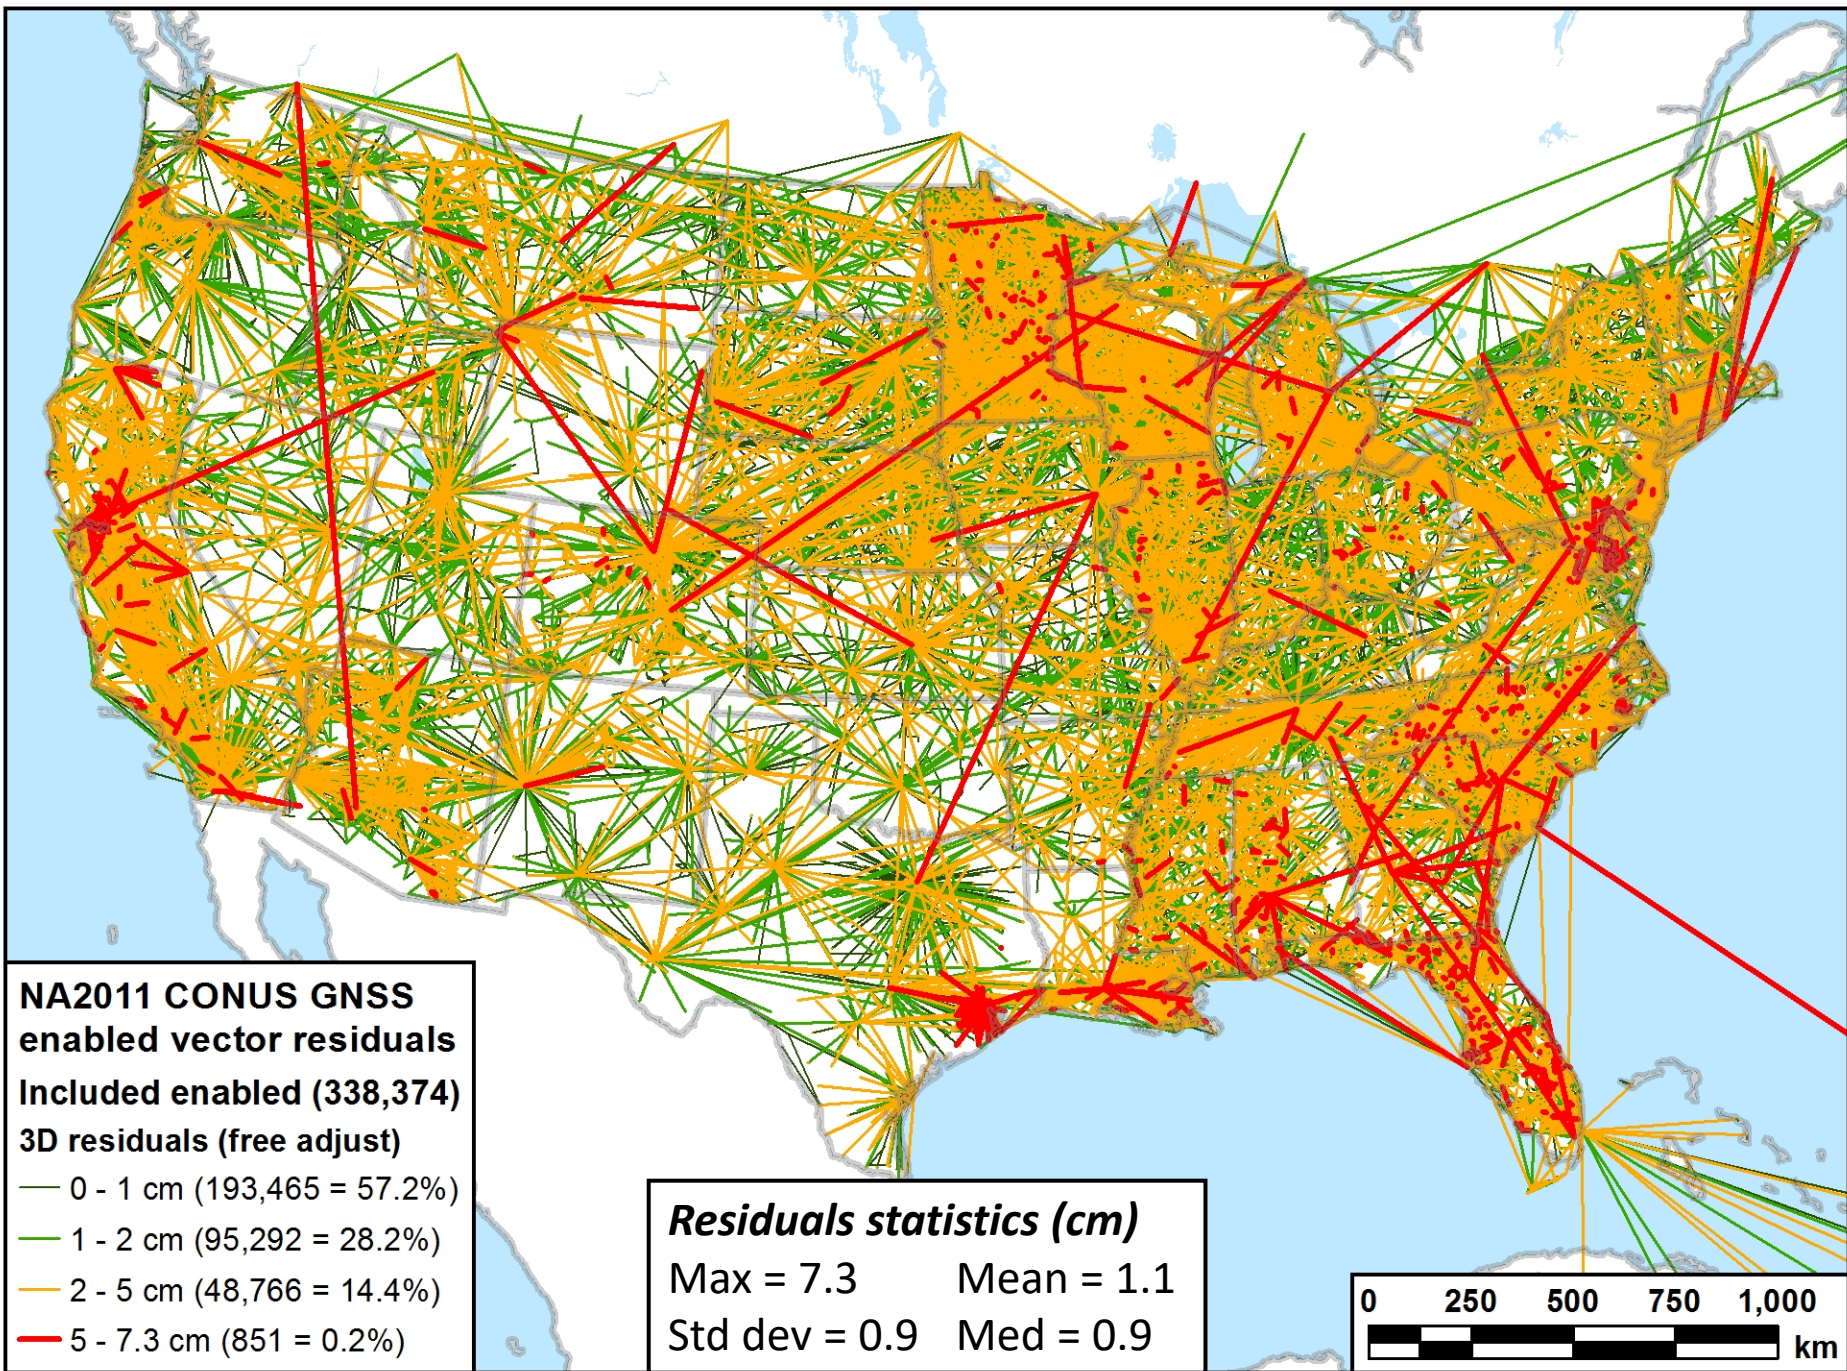 NA2011 CONUS GNSS
enabled vector residuals
Included enabled (338,374)
3D residuals (free adjust)
0 - 1 cm (193,465 = 57.2%)
1 - 2 cm (95,292 = 28.2%)
2 - 5 cm (48,766 = 14.4%)
5 - 7.3 cm (851 = 0.2%)
Residuals statistics (cm)
Max = 7.3 Mean = 1.1
Std dev = 0.9 Med = 0.9
0 250 500 750 1,000
km